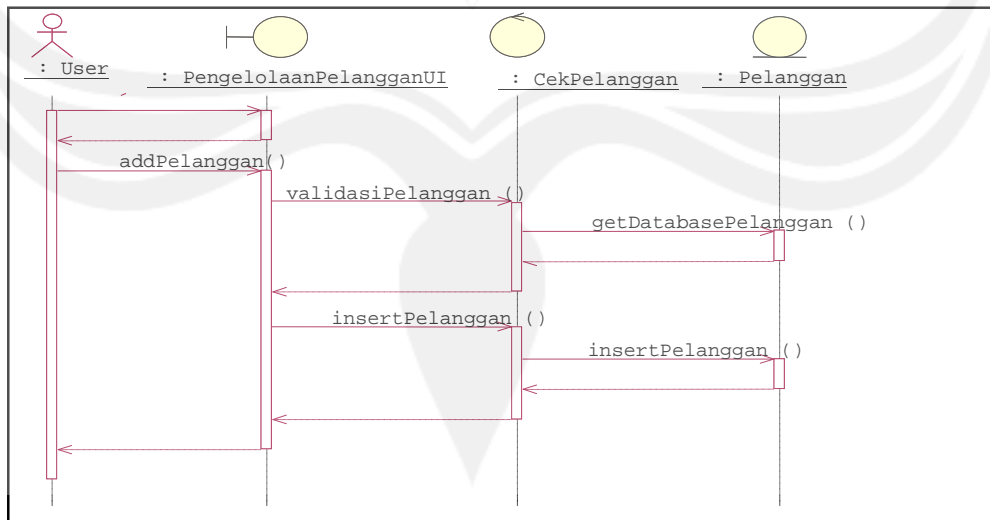 : User
: PengelolaanPelangganUI
: CekPelanggan
: Pelanggan
addPelanggan()
validasiPelanggan ()
getDatabasePelanggan ()
insertPelanggan ()
insertPelanggan ()